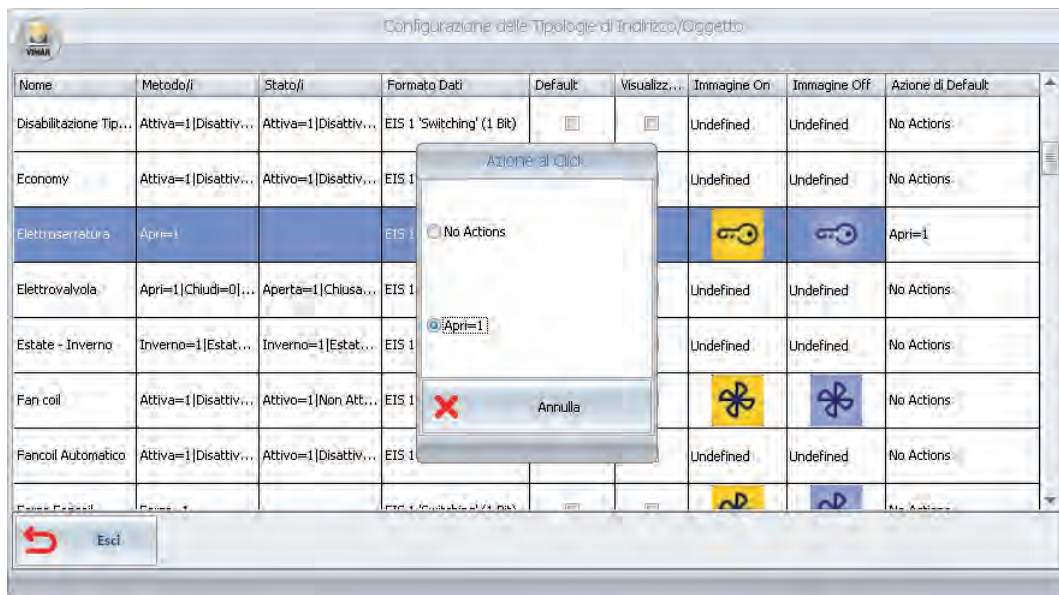 Configurazione delle Tipologie di Indirizzo/Oggetto
VIMAR
Nome Metodo/i Stato/i Formato Dati Default Visualizz... Immagine On Immagine Off Azione di Default
Disabilitazione Tip... Attiva=1|Disattiv... Attiva=1|Disattiv... EIS 1 'Switching' (1 Bit) Undefined Undefined No Actions
Azione al Click
Economy Attiva=1|Disattiv... Attivo=1|Disattiv... EIS 1 Undefined Undefined No Actions
Elettroserratura Apri=1 EIS 1 No Actions Apri=1
Elettrovalvola Apri=1|Chiudi=0|... Aperta=1|Chiusa... EIS 1 Undefined Undefined No Actions
Apri=1
Estate - Inverno Inverno=1|Estat... Inverno=1|Estat... EIS 1 Undefined Undefined No Actions
Fan coil Attiva=1|Disattiv... Attivo=1|Non Att... EIS 1 Annulla No Actions
Fancoil Automatico Attiva=1|Disattiv... Attivo=1|Disattiv... EIS 1 Undefined Undefined No Actions
Esci